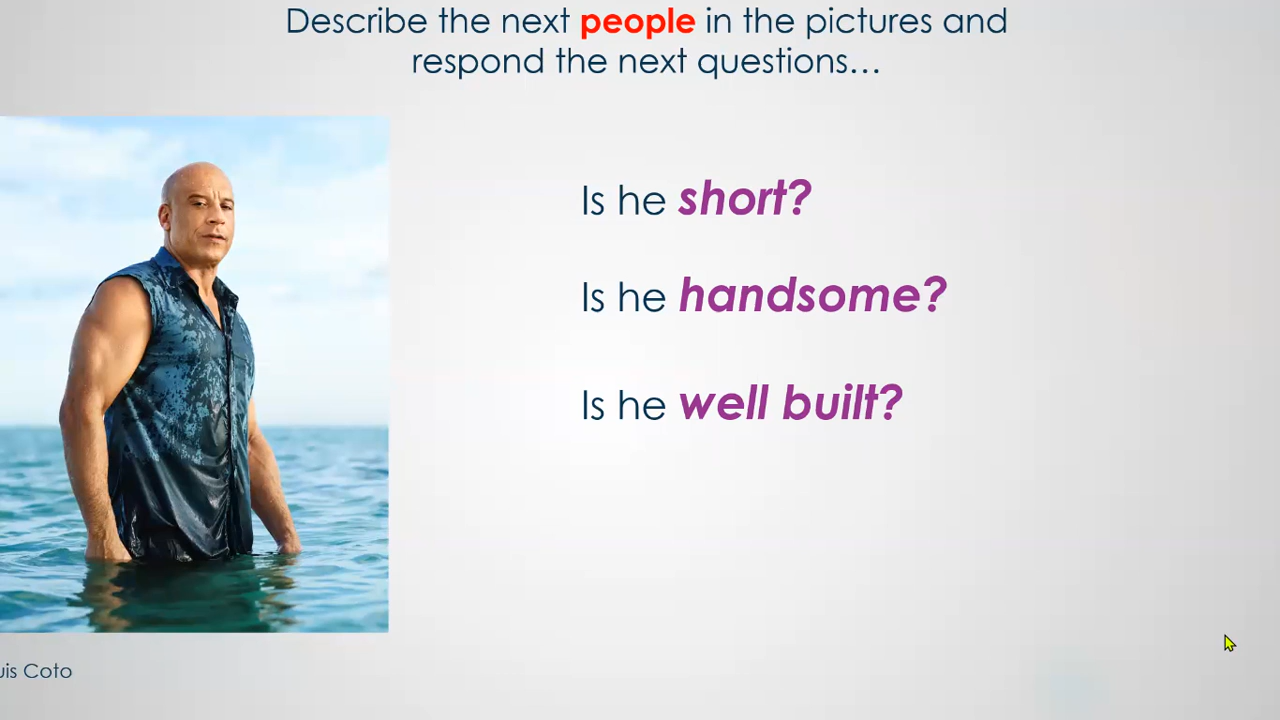 Describe the next people in the pictures and
respond the next questions…
Is he short?
Is he handsome?
Is he well built?
Coto